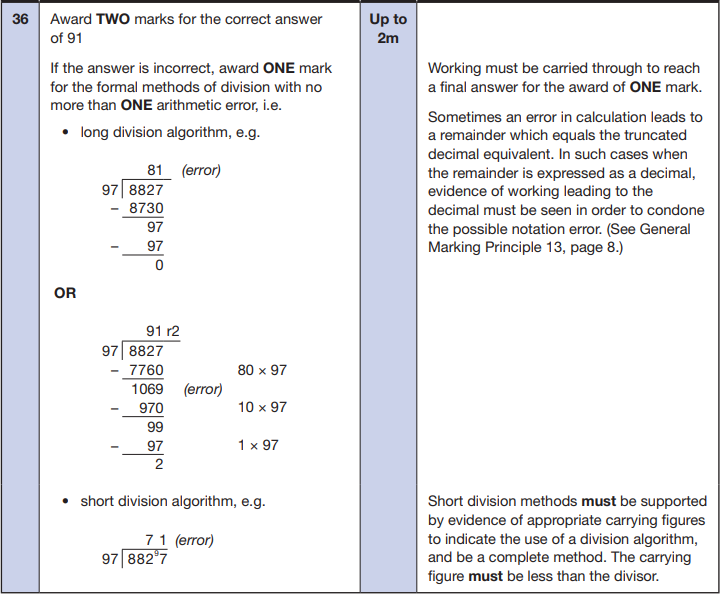 36 Award TWO marks for the correct answer Up to
of 91 2m
If the answer is incorrect, award ONE mark
for the formal methods of division with no
more than ONE arithmetic error, i.e.
• long division algorithm, e.g.
81 (error)
97 8827
– 8730
97
– 97
0
OR
91 r2
97 8827
– 7760 80 × 97
1069 (error)
– 970 10 × 97
99
– 97 1 × 97
2
• short division algorithm, e.g.
7 1 (error)
97 882⁹7
Working must be carried through to reach
a final answer for the award of ONE mark.
Sometimes an error in calculation leads to
a remainder which equals the truncated
decimal equivalent. In such cases when
the remainder is expressed as a decimal,
evidence of working leading to the
decimal must be seen in order to condone
the possible notation error. (See General
Marking Principle 13, page 8.)
Short division methods must be supported
by evidence of appropriate carrying figures
to indicate the use of a division algorithm,
and be a complete method. The carrying
figure must be less than the divisor.